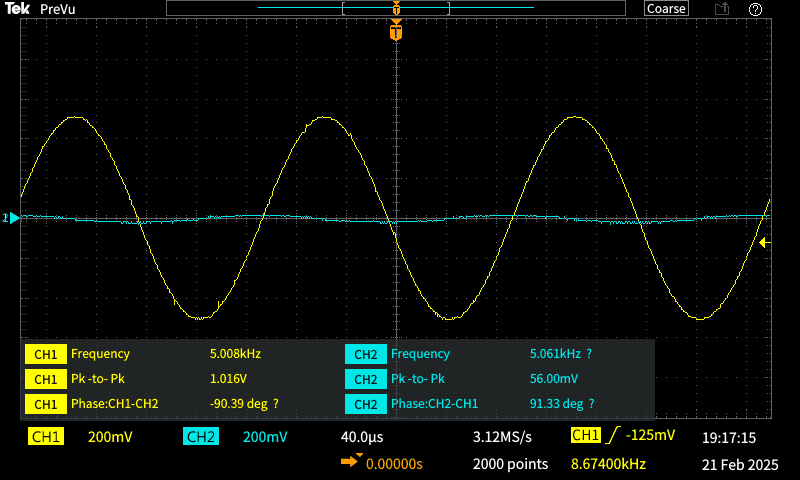 Tek PreVu Coarse ?
T
T
2
CH1 Frequency 5.008kHz CH2 Frequency 5.061kHz ?
CH1 Pk -to- Pk 1.016V CH2 Pk -to- Pk 56.00mV
CH1 Phase:CH1-CH2 -90.39 deg ? CH2 Phase:CH2-CH1 91.33 deg ?
CH1 200mV CH2 200mV 40.0µs 3.12MS/s CH1 -125mV 19:17:15
0.00000s 2000 points 8.67400kHz 21 Feb 2025